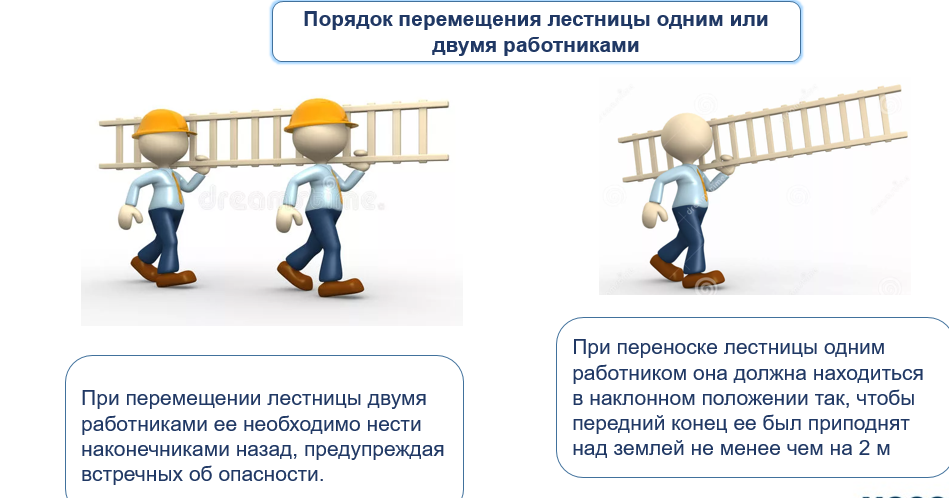 Порядок перемещения лестницы одним или
двумя работниками
dreamstime.
При перемещении лестницы двумя
работниками ее необходимо нести
наконечниками назад, предупреждая
встречных об опасности.
При переноске лестницы одним
работником она должна находиться
в наклонном положении так, чтобы
передний конец ее был приподнят
над землей не менее чем на 2 м